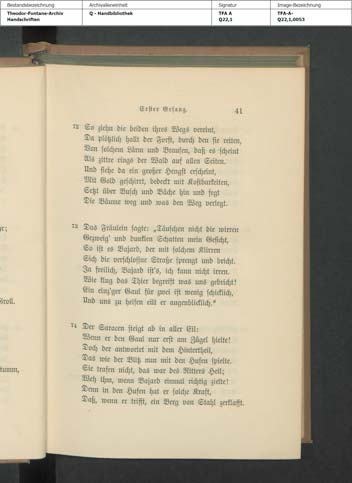 Bestandsbezeichnung
Archivalieneinheit
Signatur
Image-Bezeichnung
Theodor-Fontane-Archiv
Handschriften
Q - Handbibliothek
TFA A
Q22,1
TFA-A-
Q22,1,0053
Erster Gesang. 41
72 So ziehn die beiden ihres Wegs vereint,
Da plötzlich hallt der Forst, durch den sie reiten,
Von solchem Lärm und Brausen, daß es scheint
Als zittre rings der Wald auf allen Seiten.
Und siehe da ein großer Hengst erscheint,
Mit Gold geschirrt, bedeckt mit Kostbarkeiten,
Setzt über Busch und Bäche hin und fegt
Die Bäume weg und was den Weg verlegt.
73 Das Fräulein sagte: „Täuschen nicht die wirren
Gezweig' und dunklen Schatten mein Gesicht,
So ist es Bajard, der mit solchem Klirren
Sich die verschloßne Straße sprengt und bricht.
Ja freilich, Bajard ist's, ich kann nicht irren.
Wie klug das Thier begreift was uns gebricht!
Ein einz'ger Gaul für zwei ist wenig schicklich,
Und uns zu helfen eilt er augenblicklich."
74 Der Saracen steigt ab in aller Eil:
Wenn er den Gaul nur erst am Zügel hielte!
Doch der antwortet mit dem Hintertheil,
Das wie der Blitz nun mit den Hufen spielte.
Sie trafen nicht, das war des Ritters Heil;
Weh ihm, wenn Bajard einmal richtig zielte!
Denn in den Hufen hat er solche Kraft,
Daß, wenn er trifft, ein Berg von Stahl zerklafft.